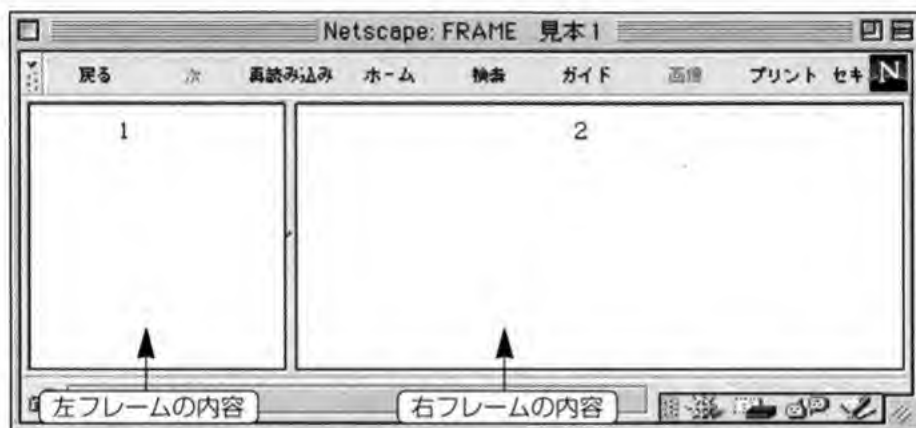 Netscape: FRAME 見本1
戻る 次 再読み込み ホーム 検索 ガイド 画像 プリント セキ N
1 2
左フレームの内容 右フレームの内容